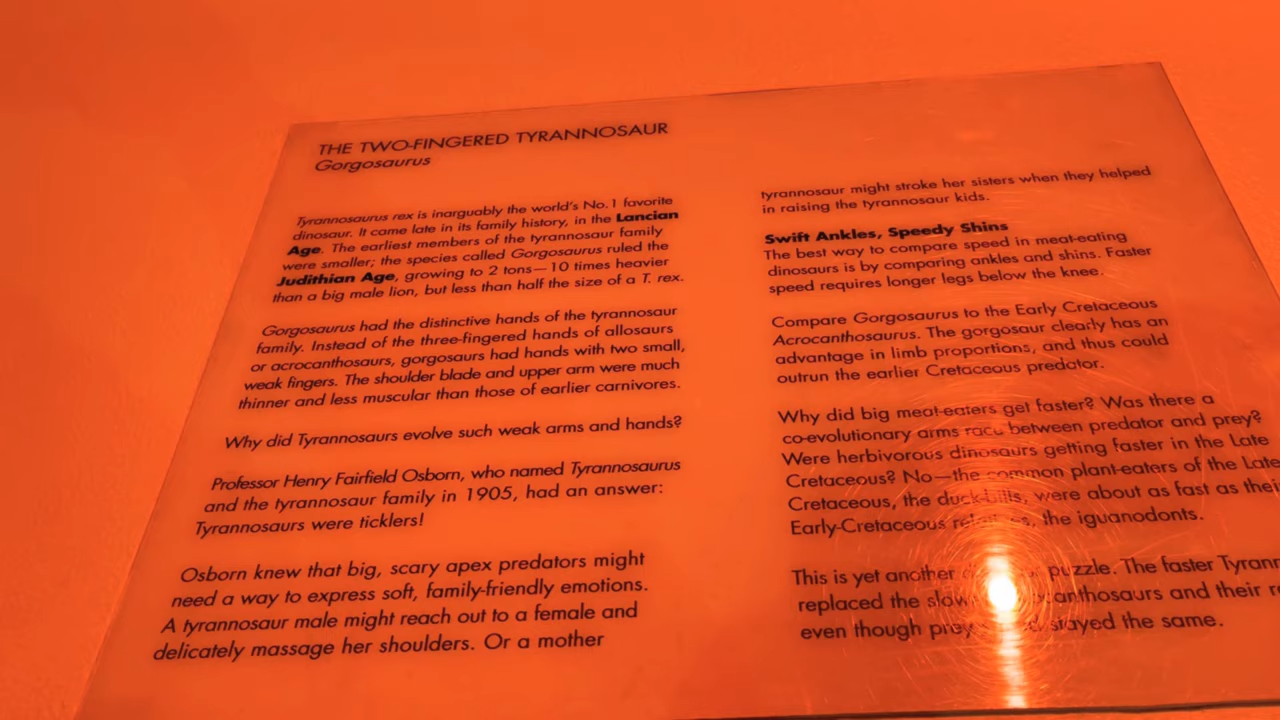 THE TWO-FINGERED TYRANNOSAUR
Gorgosaurus
Tyrannosaurus rex is inarguably the world's No.1 favorite
dinosaur. It came late in its family history, in the Lancian
Age. The earliest members of the tyrannosaur family
were smaller; the species called Gorgosaurus ruled the
Judithian Age, growing to 2 tons—10 times heavier
than a big male lion, but less than half the size of a T. rex.
Gorgosaurus had the distinctive hands of the tyrannosaur
family. Instead of the three-fingered hands of allosaurs
or acrocanthosaurs, gorgosaurs had hands with two small,
weak fingers. The shoulder blade and upper arm were much
thinner and less muscular than those of earlier carnivores.
Why did Tyrannosaurs evolve such weak arms and hands?
Professor Henry Fairfield Osborn, who named Tyrannosaurus
and the tyrannosaur family in 1905, had an answer:
Tyrannosaurs were ticklers!
Osborn knew that big, scary apex predators might
need a way to express soft, family-friendly emotions.
A tyrannosaur male might reach out to a female and
delicately massage her shoulders. Or a mother
tyrannosaur might stroke her sisters when they helped
in raising the tyrannosaur kids.
Swift Ankles, Speedy Shins
The best way to compare speed in meat-eating
dinosaurs is by comparing ankles and shins. Faster
speed requires longer legs below the knee.
Compare Gorgosaurus to the Early Cretaceous
Acrocanthosaurus. The gorgosaur clearly has an
advantage in limb proportions, and thus could
outrun the earlier Cretaceous predator.
Why did big meat-eaters get faster? Was there a
co-evolutionary arms race between predator and prey?
Were herbivorous dinosaurs getting faster in the Late
Cretaceous? No—the common plant-eaters of the Late
Cretaceous, the duck-bills, were about as fast as their
Early-Cretaceous the iguanodonts.
This is yet another puzzle. The faster
replaced the and their
even though stayed the same.